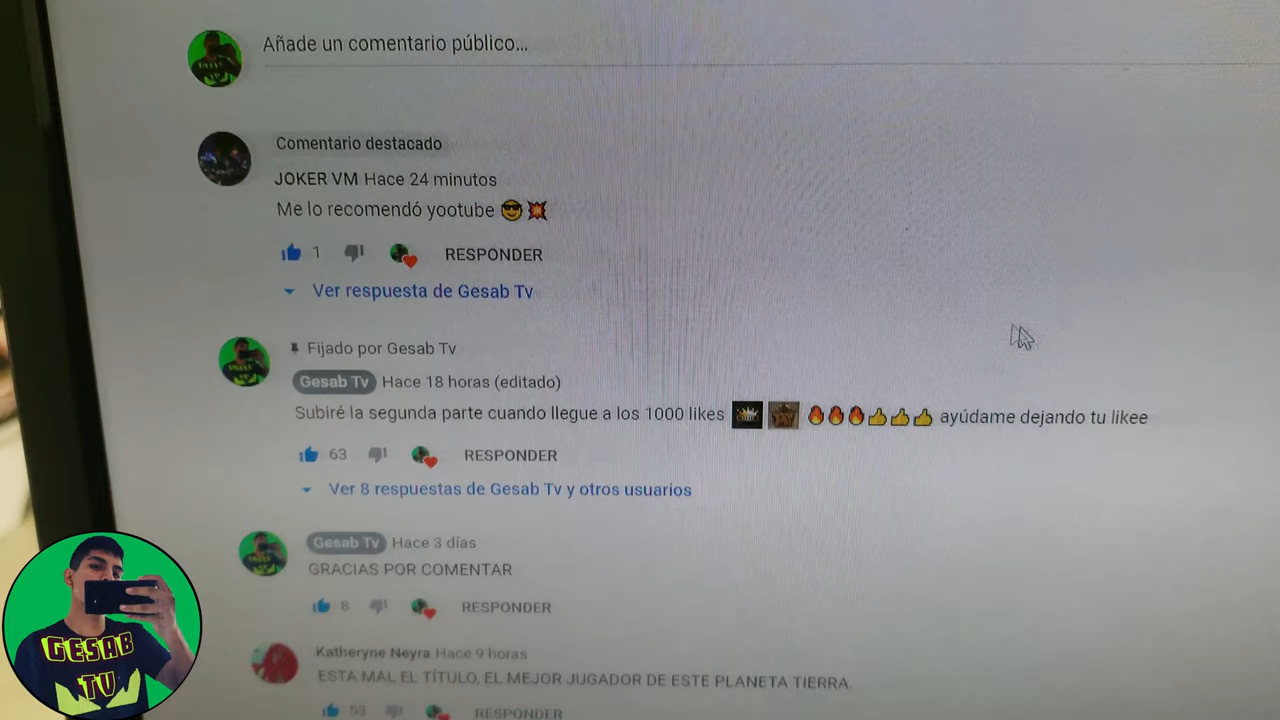 Añade un comentario público...
Comentario destacado
JOKER VM Hace 24 minutos
Me lo recomendó yootube 😎💥
1 RESPONDER
Ver respuesta de Gesab Tv
Fijado por Gesab Tv
Gesab Tv Hace 18 horas (editado)
Subiré la segunda parte cuando llegue a los 1000 likes 🔥🔥🔥👍👍👍 ayúdame dejando tu likee
63 RESPONDER
Ver 8 respuestas de Gesab Tv y otros usuarios
Gesab Tv Hace 3 días
GRACIAS POR COMENTAR
8 RESPONDER
Katheryne Neyra Hace 9 horas
ESTA MAL EL TÍTULO, EL MEJOR JUGADOR DE ESTE PLANETA TIERRA.
53 RESPONDER
GESAB
TV